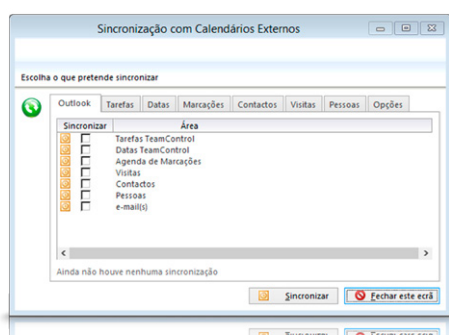 Sincronização com Calendários Externos
Escolha o que pretende sincronizar
Outlook Tarefas Datas Marcações Contactos Visitas Pessoas Opções
Sincronizar Área
Tarefas TeamControl
Datas TeamControl
Agenda de Marcações
Visitas
Contactos
Pessoas
e-mail(s)
Ainda não houve nenhuma sincronização
Sincronizar Fechar este ecrã